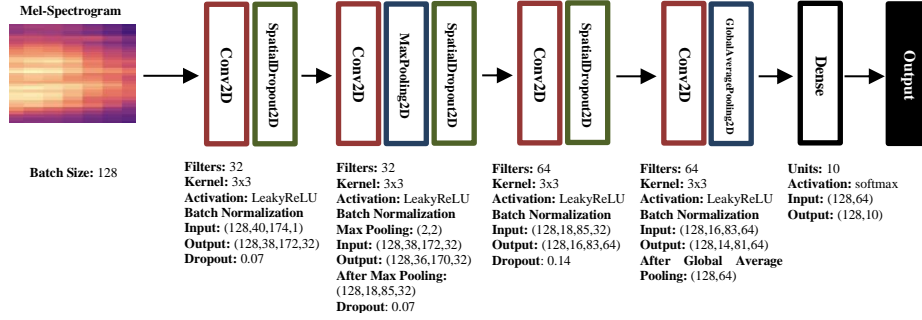 Mel-Spectrogram
Conv2D
SpatialDropout2D
Conv2D
MaxPooling2D
SpatialDropout2D
Conv2D
SpatialDropout2D
Conv2D
GlobalAveragePooling2D
Dense
Output
Batch Size: 128
Filters: 32
Kernel: 3x3
Activation: LeakyReLU
Batch Normalization
Input: (128,40,174,1)
Output: (128,38,172,32)
Dropout: 0.07
Filters: 32
Kernel: 3x3
Activation: LeakyReLU
Batch Normalization
Max Pooling: (2,2)
Input: (128,38,172,32)
Output: (128,36,170,32)
After Max Pooling:
(128,18,85,32)
Dropout: 0.07
Filters: 64
Kernel: 3x3
Activation: LeakyReLU
Batch Normalization
Input: (128,18,85,32)
Output: (128,16,83,64)
Dropout: 0.14
Filters: 64
Kernel: 3x3
Activation: LeakyReLU
Batch Normalization
Input: (128,16,83,64)
Output: (128,14,81,64)
After Global Average
Pooling: (128,64)
Units: 10
Activation: softmax
Input: (128,64)
Output: (128,10)